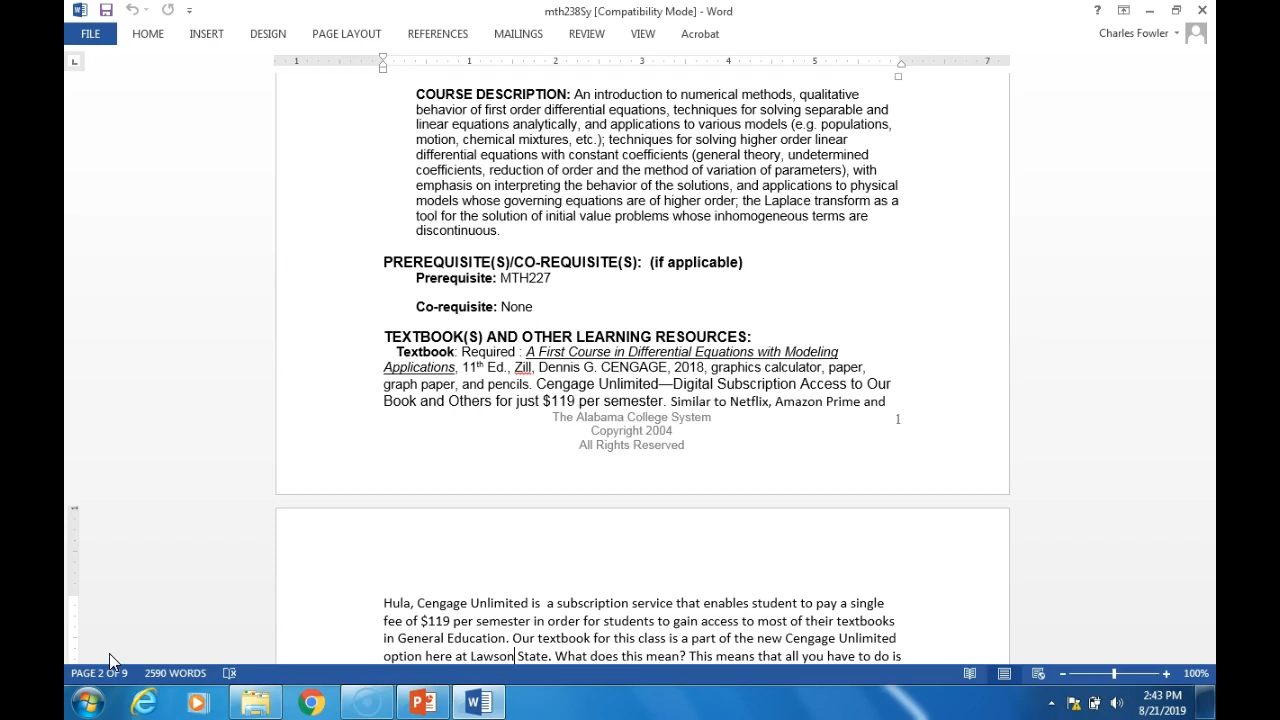 mth238Sy [Compatibility Mode] - Word
FILE HOME INSERT DESIGN PAGE LAYOUT REFERENCES MAILINGS REVIEW VIEW Acrobat Charles Fowler
1 1 2 3 4 5 7
COURSE DESCRIPTION: An introduction to numerical methods, qualitative
behavior of first order differential equations, techniques for solving separable and
linear equations analytically, and applications to various models (e.g. populations,
motion, chemical mixtures, etc.); techniques for solving higher order linear
differential equations with constant coefficients (general theory, undetermined
coefficients, reduction of order and the method of variation of parameters), with
emphasis on interpreting the behavior of the solutions, and applications to physical
models whose governing equations are of higher order; the Laplace transform as a
tool for the solution of initial value problems whose inhomogeneous terms are
discontinuous.
PREREQUISITE(S)/CO-REQUISITE(S): (if applicable)
Prerequisite: MTH227
Co-requisite: None
TEXTBOOK(S) AND OTHER LEARNING RESOURCES:
Textbook: Required : A First Course in Differential Equations with Modeling
Applications, 11th Ed., Zill, Dennis G. CENGAGE, 2018, graphics calculator, paper,
graph paper, and pencils. Cengage Unlimited—Digital Subscription Access to Our
Book and Others for just $119 per semester. Similar to Netflix, Amazon Prime and
The Alabama College System 1
Copyright 2004
All Rights Reserved
Hula, Cengage Unlimited is a subscription service that enables student to pay a single
fee of $119 per semester in order for students to gain access to most of their textbooks
in General Education. Our textbook for this class is a part of the new Cengage Unlimited
option here at Lawson State. What does this mean? This means that all you have to do is
PAGE 2 OF 9 2590 WORDS 100%
2:43 PM
8/21/2019